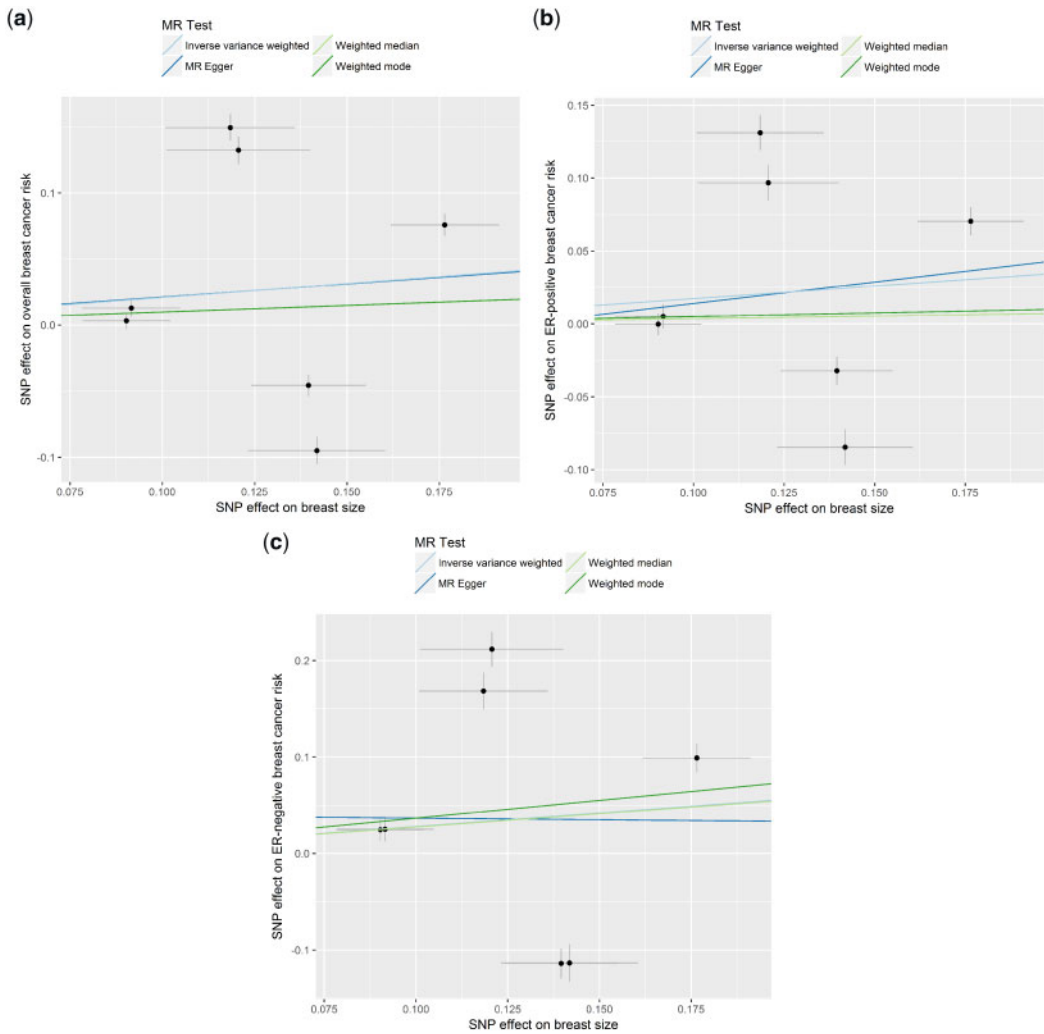 (a)
MR Test
Inverse variance weighted
Weighted median
MR Egger
Weighted mode
SNP effect on overall breast cancer risk
0.1
0.0
-0.1
0.075 0.100 0.125 0.150 0.175
SNP effect on breast size
(b)
MR Test
Inverse variance weighted
Weighted median
MR Egger
Weighted mode
SNP effect on ER-positive breast cancer risk
0.15
0.10
0.05
0.00
-0.05
-0.10
0.075 0.100 0.125 0.150 0.175
SNP effect on breast size
(c)
MR Test
Inverse variance weighted
Weighted median
MR Egger
Weighted mode
SNP effect on ER-negative breast cancer risk
0.2
0.1
0.0
-0.1
0.075 0.100 0.125 0.150 0.175
SNP effect on breast size